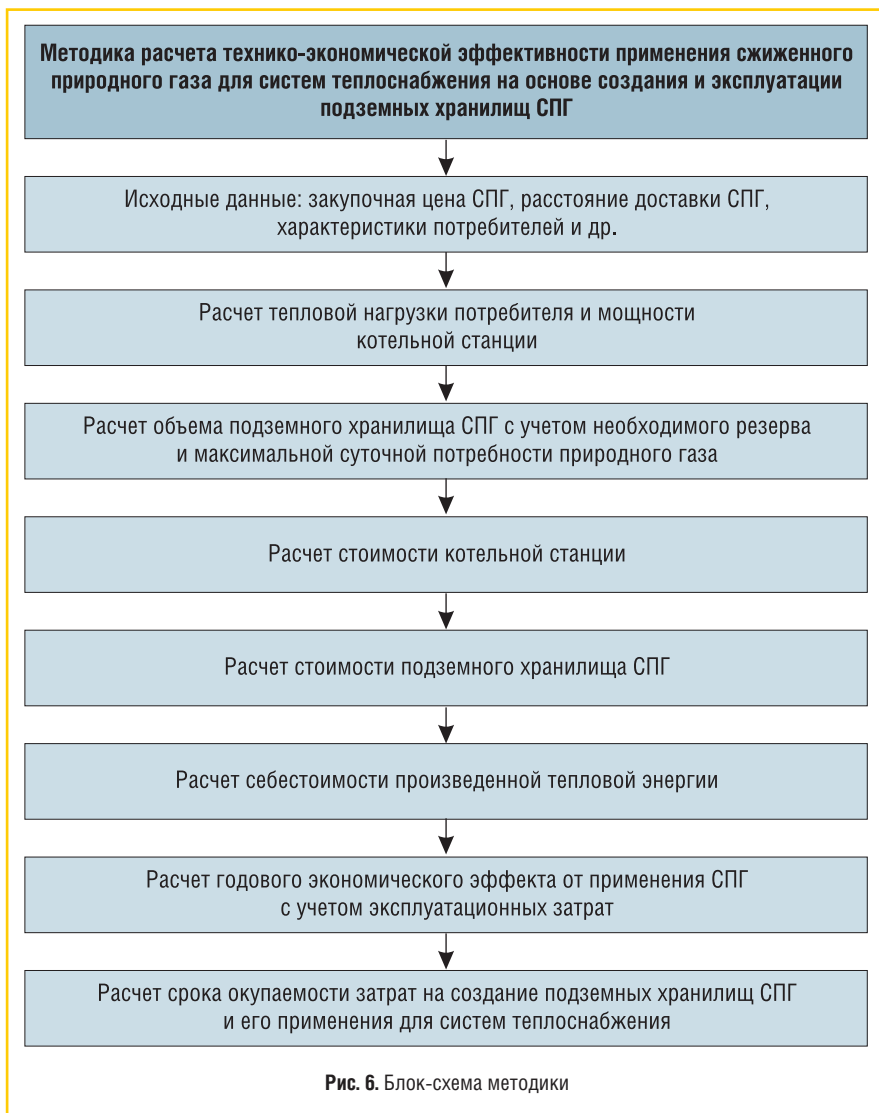 Методика расчета технико-экономической эффективности применения сжиженного
природного газа для систем теплоснабжения на основе создания и эксплуатации
подземных хранилищ СПГ
Исходные данные: закупочная цена СПГ, расстояние доставки СПГ,
характеристики потребителей и др.
Расчет тепловой нагрузки потребителя и мощности
котельной станции
Расчет объема подземного хранилища СПГ с учетом необходимого резерва
и максимальной суточной потребности природного газа
Расчет стоимости котельной станции
Расчет стоимости подземного хранилища СПГ
Расчет себестоимости произведенной тепловой энергии
Расчет годового экономического эффекта от применения СПГ
с учетом эксплуатационных затрат
Расчет срока окупаемости затрат на создание подземных хранилищ СПГ
и его применения для систем теплоснабжения
Рис. 6. Блок-схема методики